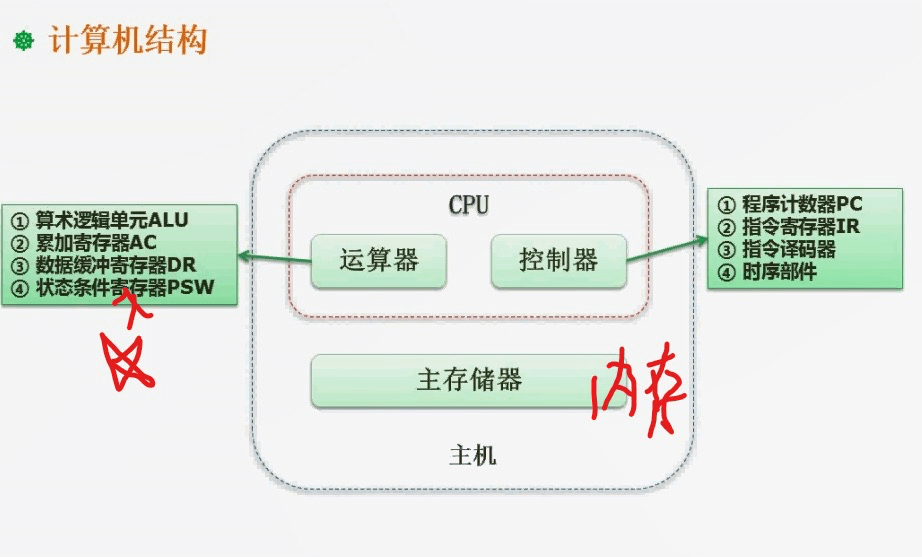 计算机结构
CPU
运算器
控制器
① 算术逻辑单元ALU
② 累加寄存器AC
③ 数据缓冲寄存器DR
④ 状态条件寄存器PSW
① 程序计数器PC
② 指令寄存器IR
③ 指令译码器
④ 时序部件
主存储器
内存
主机